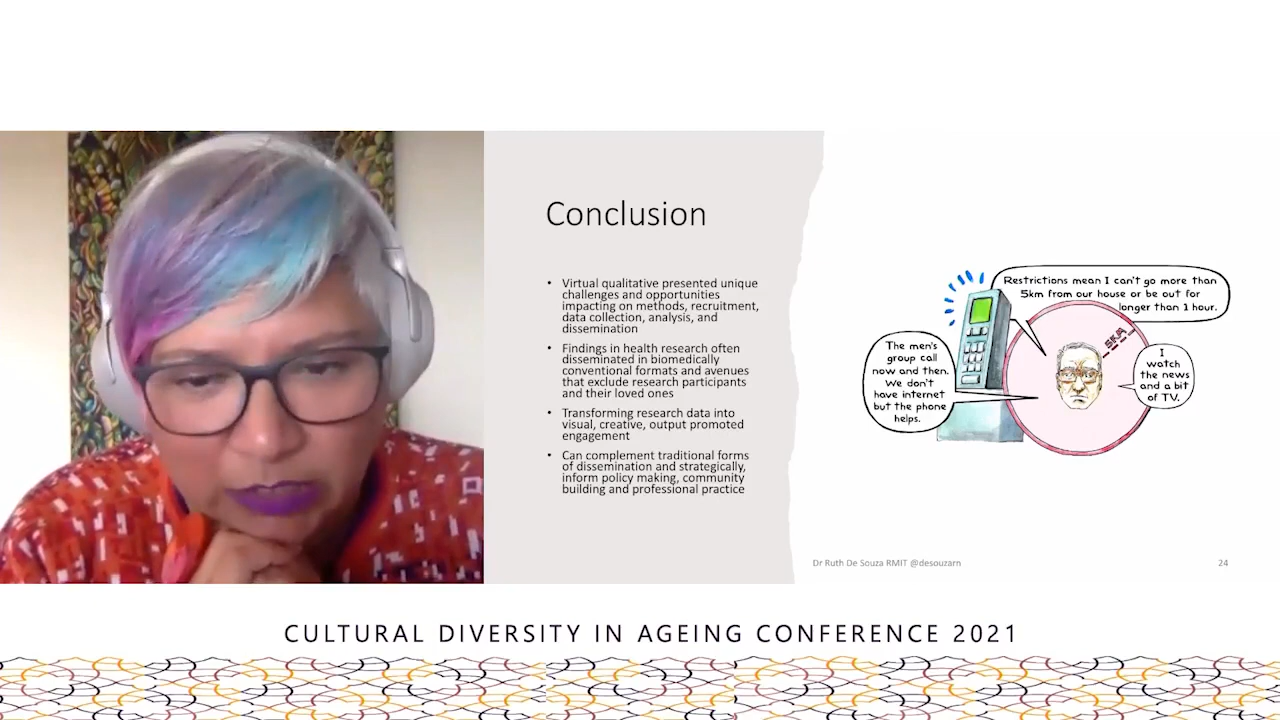 Conclusion
• Virtual qualitative presented unique
challenges and opportunities
impacting on methods, recruitment,
data collection, analysis, and
dissemination
• Findings in health research often
disseminated in biomedically
conventional formats and avenues
that exclude research participants
and their loved ones
• Transforming research data into
visual, creative, output promoted
engagement
• Can complement traditional forms
of dissemination and strategically,
inform policy making, community
building and professional practice
Restrictions mean I can't go more than
5km from our house or be out for
longer than 1 hour.
5KM
The men's
group call
now and then.
We don't
have internet
but the phone
helps.
I
watch
the news
and a bit
of TV.
Dr Ruth De Souza RMIT @desouzarn
24
CULTURAL DIVERSITY IN AGEING CONFERENCE 2021